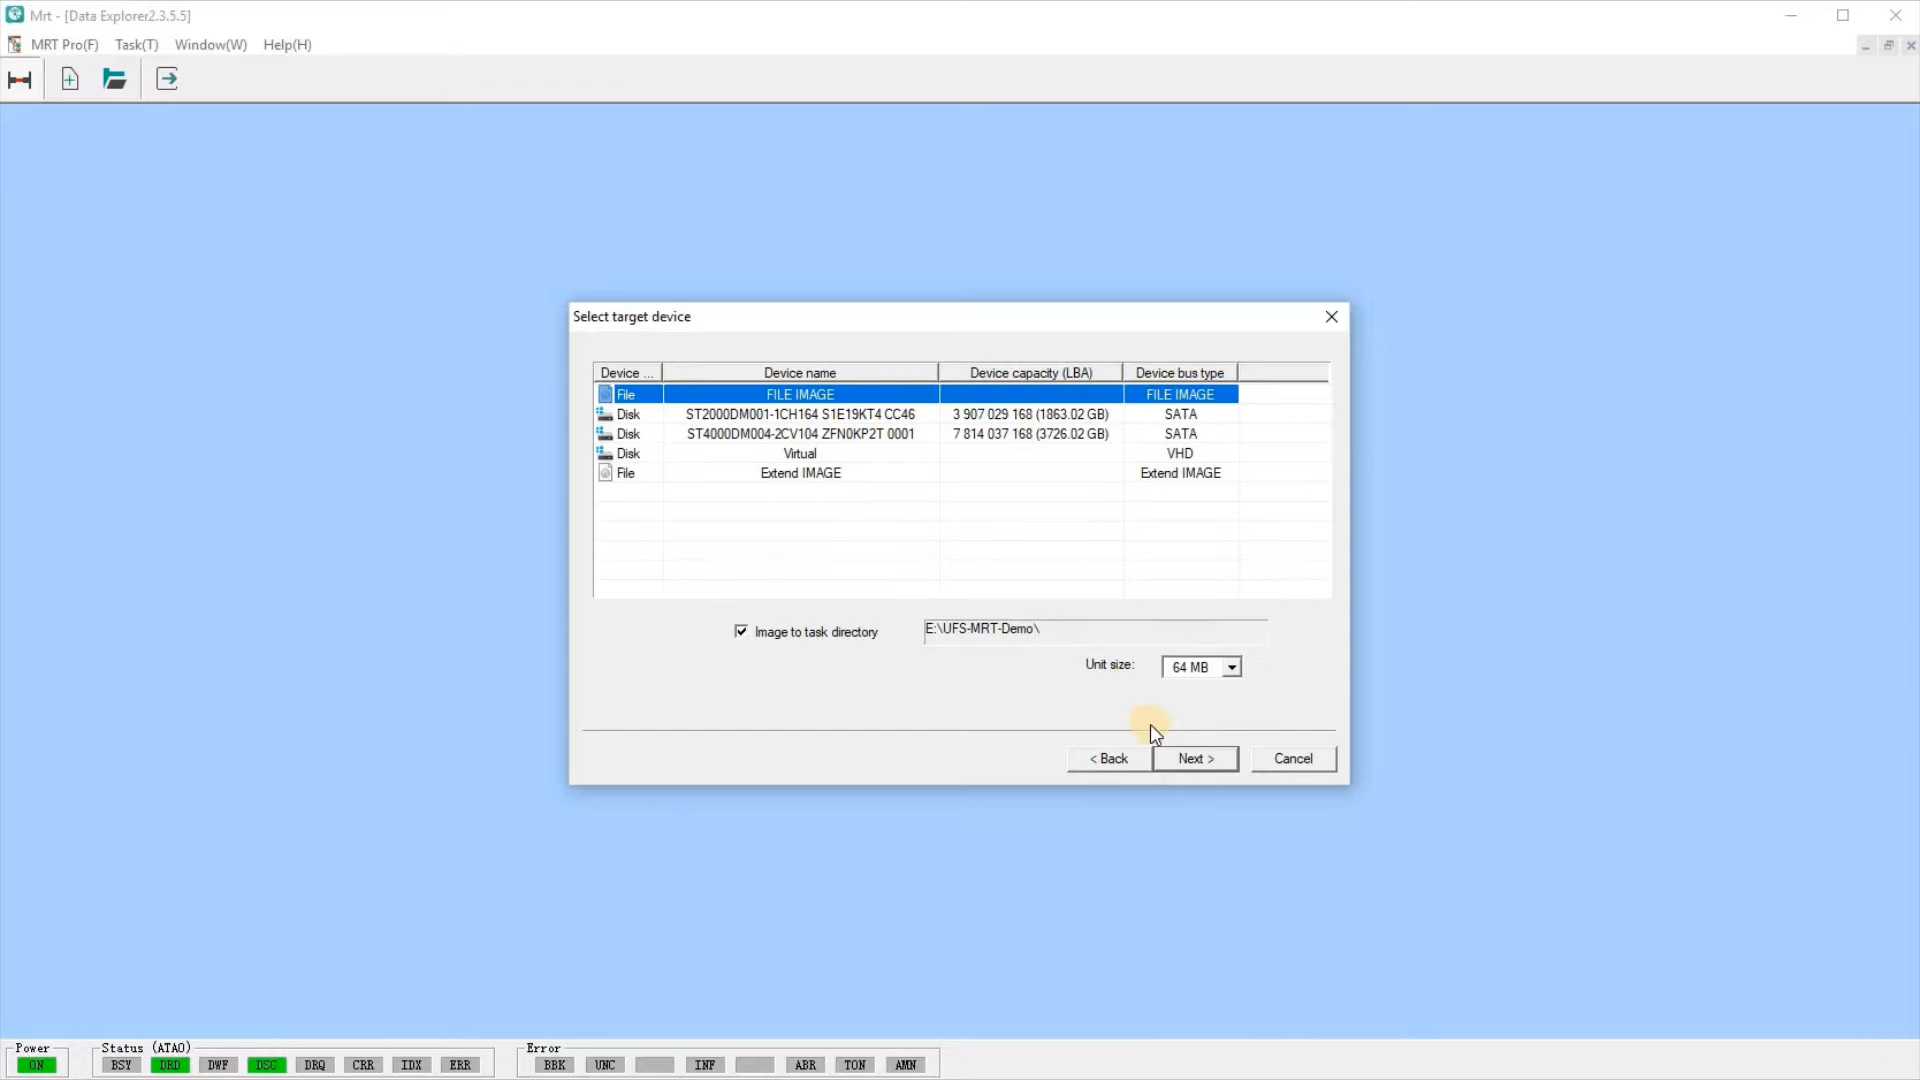 Mrt - [Data Explorer2.3.5.5]
MRT Pro(F) Task(T) Window(W) Help(H)
Select target device
Device ... Device name Device capacity (LBA) Device bus type
File FILE IMAGE FILE IMAGE
Disk ST2000DM001-1CH164 S1E19KT4 CC46 3 907 029 168 (1863.02 GB) SATA
Disk ST4000DM004-2CV104 ZFN0KP2T 0001 7 814 037 168 (3726.02 GB) SATA
Disk Virtual VHD
File Extend IMAGE Extend IMAGE
Image to task directory E:\UFS-MRT-Demo\
Unit size: 64 MB
< Back Next > Cancel
Power Status (ATA0) Error
ON BSY DRD DWF DSC DRQ CRR IDX ERR BBK UNC INF ABR TON AMN